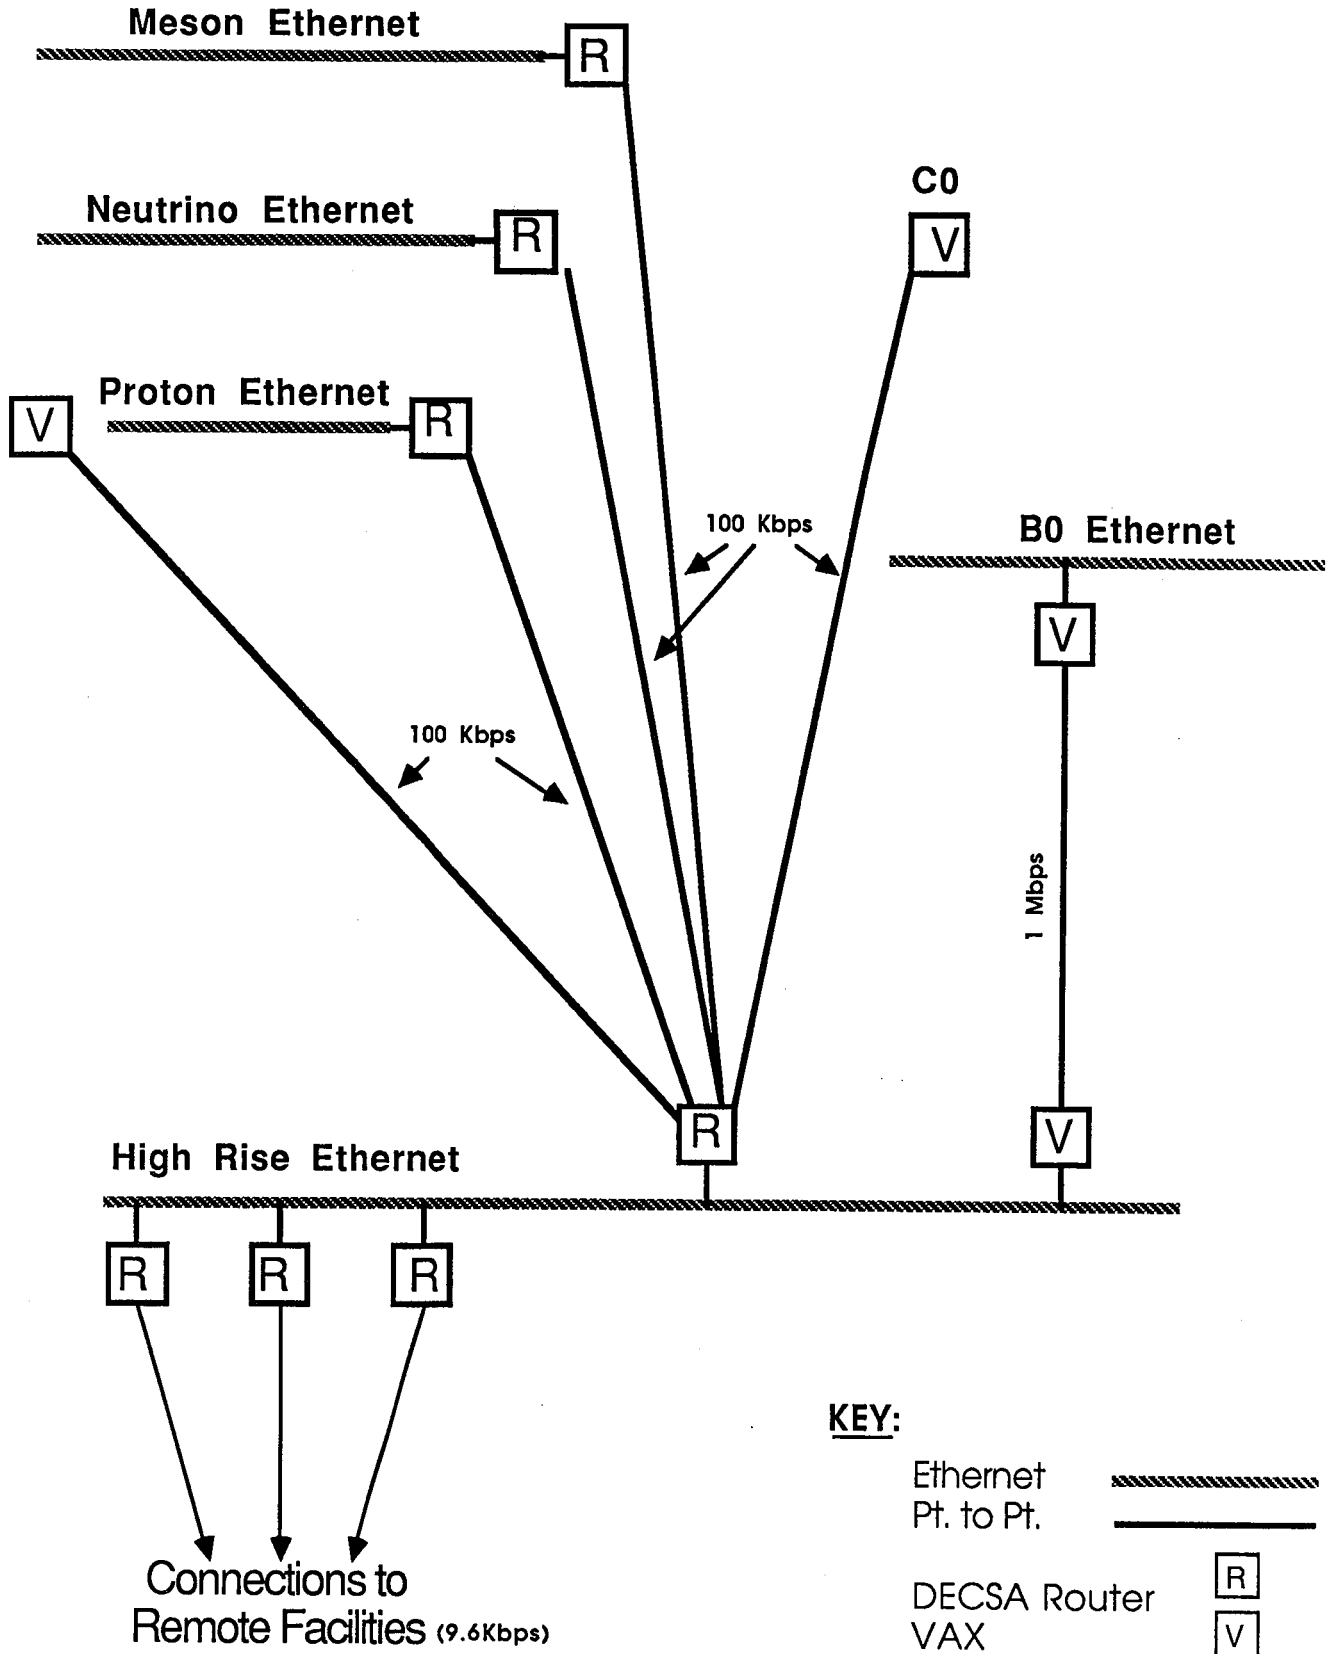 Meson Ethernet
R
C0
Neutrino Ethernet
R
V
Proton Ethernet
V
R
100 Kbps
B0 Ethernet
V
100 Kbps
1 Mbps
R
V
High Rise Ethernet
R
R
R
KEY:
Ethernet
Pt. to Pt.
DECSA Router
R
VAX
V
Connections to
Remote Facilities (9.6Kbps)